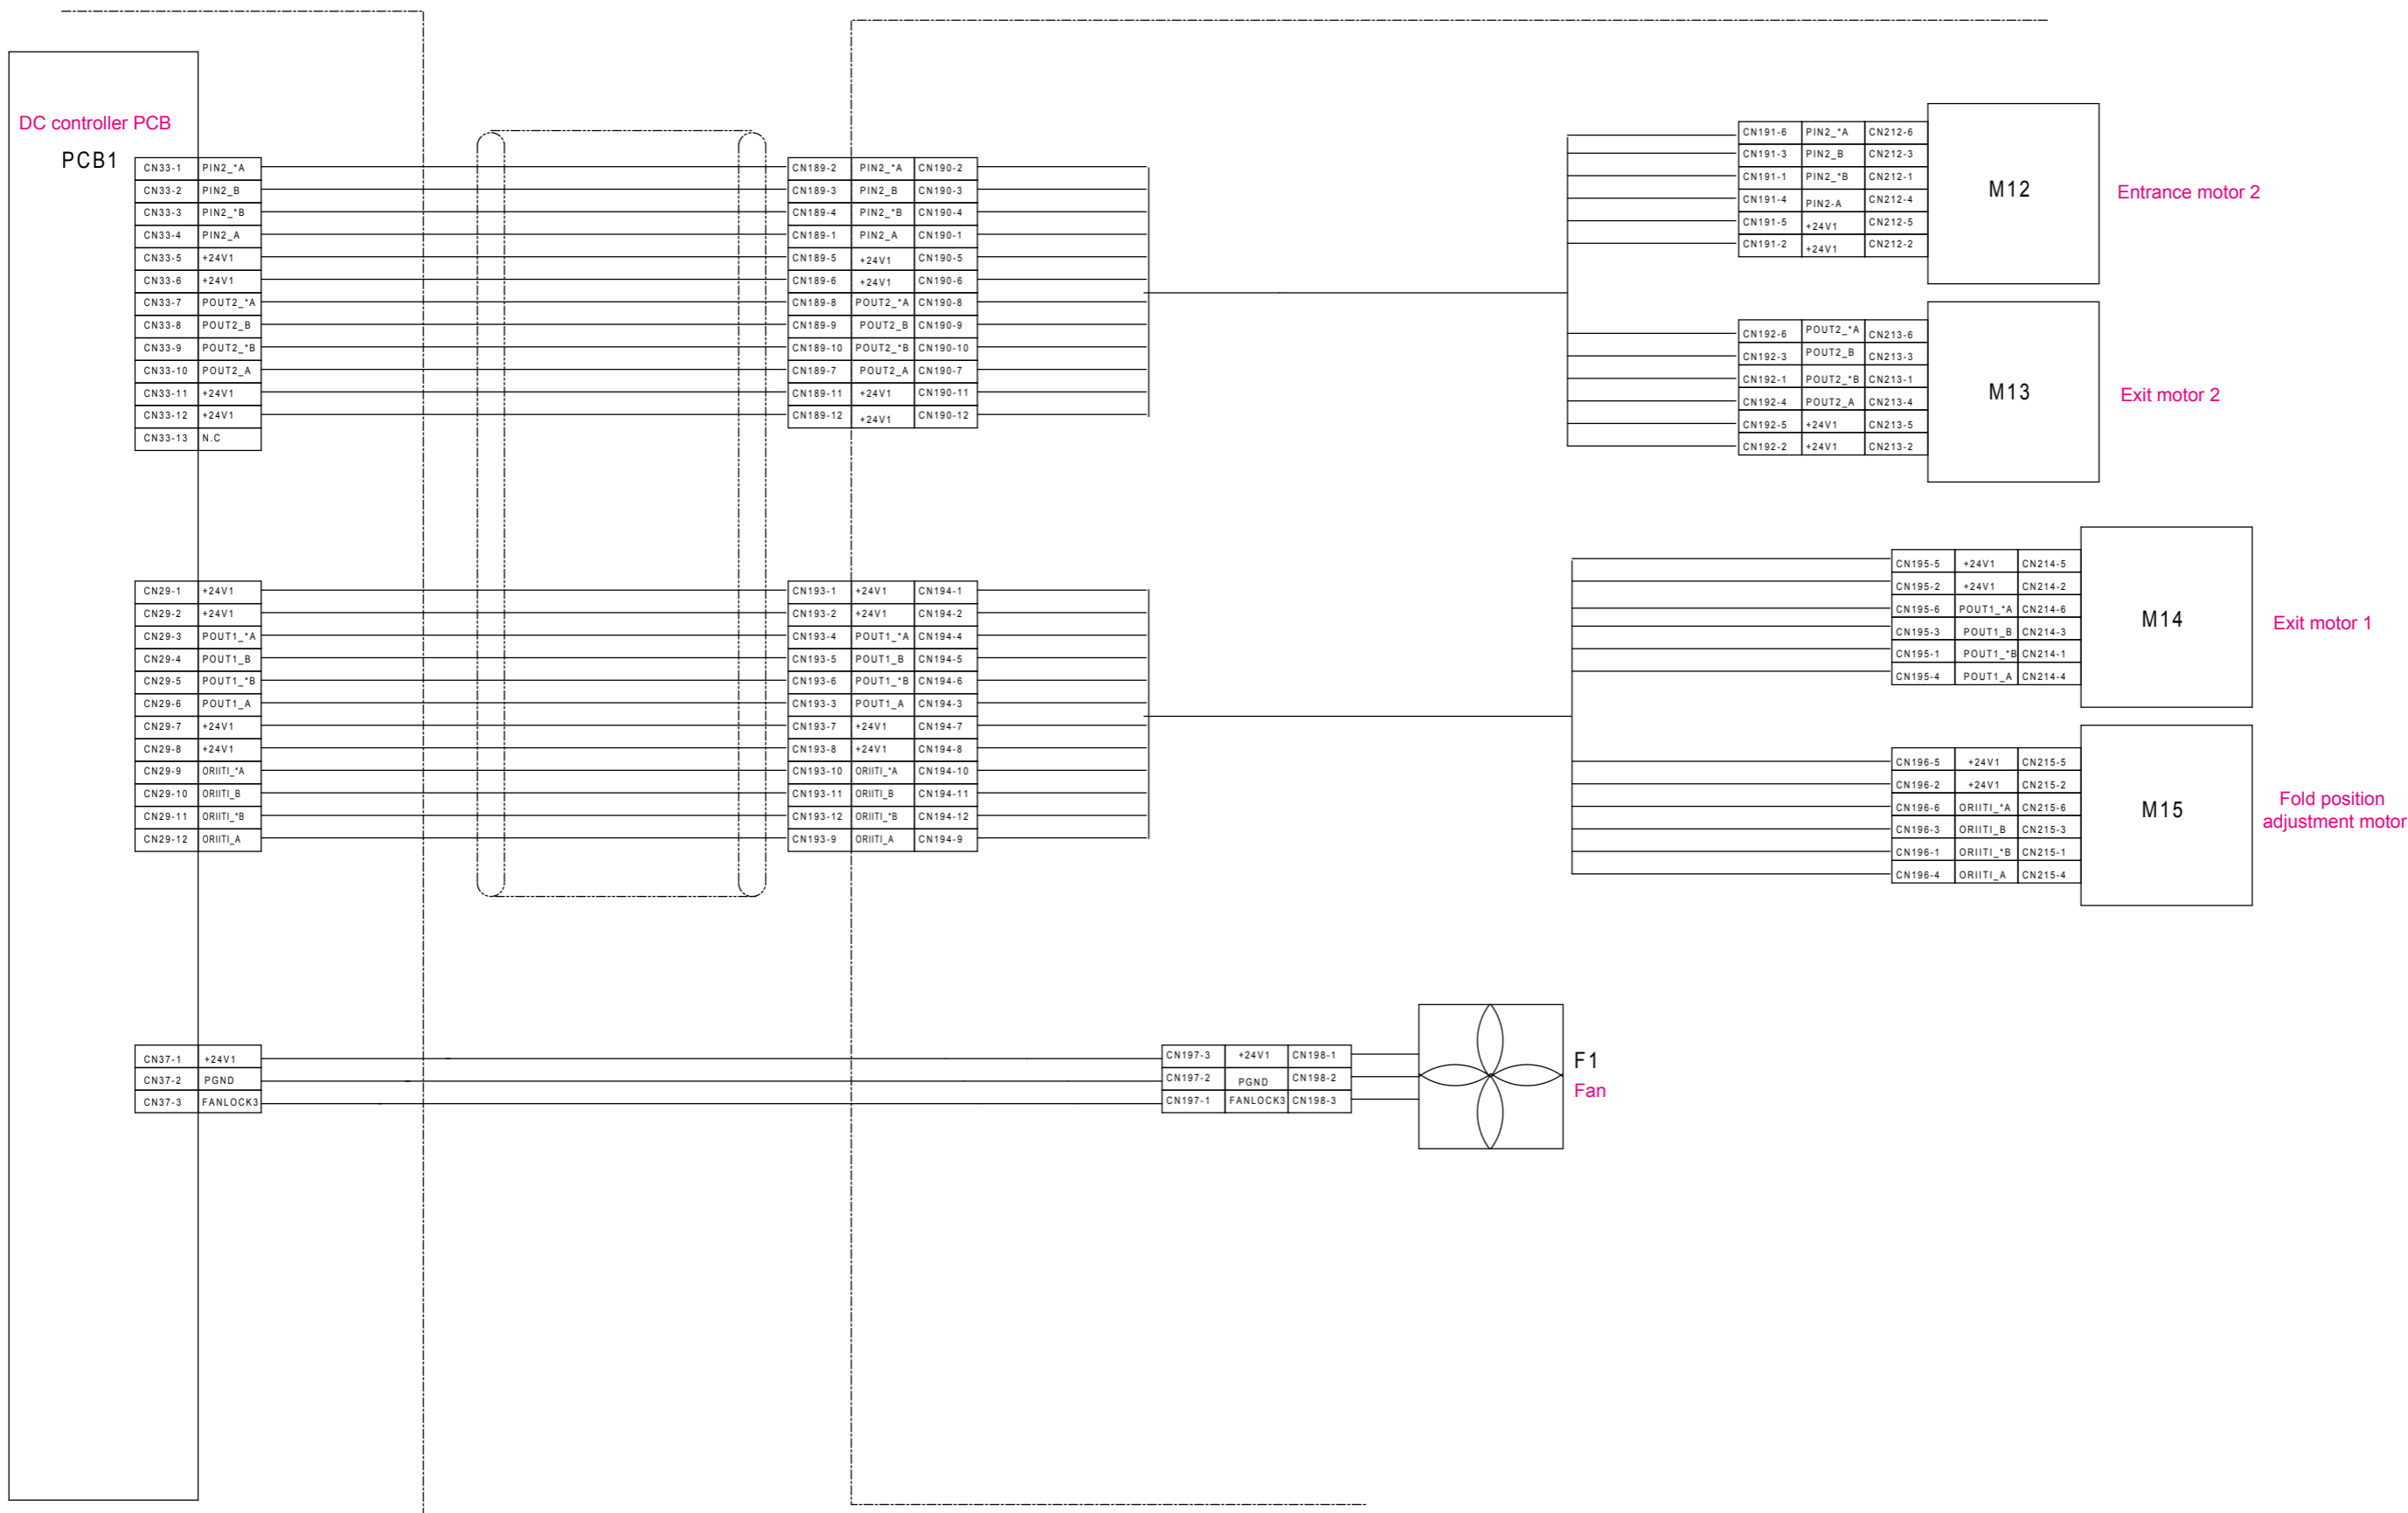 DC controller PCB
PCB1
CN33-1 PIN2_*A
CN33-2 PIN2_B
CN33-3 PIN2_*B
CN33-4 PIN2_A
CN33-5 +24V1
CN33-6 +24V1
CN33-7 POUT2_*A
CN33-8 POUT2_B
CN33-9 POUT2_*B
CN33-10 POUT2_A
CN33-11 +24V1
CN33-12 +24V1
CN33-13 N.C
CN189-2 PIN2_*A CN190-2
CN189-3 PIN2_B CN190-3
CN189-4 PIN2_*B CN190-4
CN189-1 PIN2_A CN190-1
CN189-5 +24V1 CN190-5
CN189-6 +24V1 CN190-6
CN189-8 POUT2_*A CN190-8
CN189-9 POUT2_B CN190-9
CN189-10 POUT2_*B CN190-10
CN189-7 POUT2_A CN190-7
CN189-11 +24V1 CN190-11
CN189-12 +24V1 CN190-12
CN191-6 PIN2_*A CN212-6
CN191-3 PIN2_B CN212-3
CN191-1 PIN2_*B CN212-1
CN191-4 PIN2-A CN212-4
CN191-5 +24V1 CN212-5
CN191-2 +24V1 CN212-2
M12
Entrance motor 2
CN192-6 POUT2_*A CN213-6
CN192-3 POUT2_B CN213-3
CN192-1 POUT2_*B CN213-1
CN192-4 POUT2_A CN213-4
CN192-5 +24V1 CN213-5
CN192-2 +24V1 CN213-2
M13
Exit motor 2
CN29-1 +24V1
CN29-2 +24V1
CN29-3 POUT1_*A
CN29-4 POUT1_B
CN29-5 POUT1_*B
CN29-6 POUT1_A
CN29-7 +24V1
CN29-8 +24V1
CN29-9 ORIITI_*A
CN29-10 ORIITI_B
CN29-11 ORIITI_*B
CN29-12 ORIITI_A
CN193-1 +24V1 CN194-1
CN193-2 +24V1 CN194-2
CN193-4 POUT1_*A CN194-4
CN193-5 POUT1_B CN194-5
CN193-6 POUT1_*B CN194-6
CN193-3 POUT1_A CN194-3
CN193-7 +24V1 CN194-7
CN193-8 +24V1 CN194-8
CN193-10 ORIITI_*A CN194-10
CN193-11 ORIITI_B CN194-11
CN193-12 ORIITI_*B CN194-12
CN193-9 ORIITI_A CN194-9
CN195-5 +24V1 CN214-5
CN195-2 +24V1 CN214-2
CN195-6 POUT1_*A CN214-6
CN195-3 POUT1_B CN214-3
CN195-1 POUT1_*B CN214-1
CN195-4 POUT1_A CN214-4
M14
Exit motor 1
CN196-5 +24V1 CN215-5
CN196-2 +24V1 CN215-2
CN196-6 ORIITI_*A CN215-6
CN196-3 ORIITI_B CN215-3
CN196-1 ORIITI_*B CN215-1
CN196-4 ORIITI_A CN215-4
M15
Fold position
adjustment motor
CN37-1 +24V1
CN37-2 PGND
CN37-3 FANLOCK3
CN197-3 +24V1 CN198-1
CN197-2 PGND CN198-2
CN197-1 FANLOCK3 CN198-3
F1
Fan